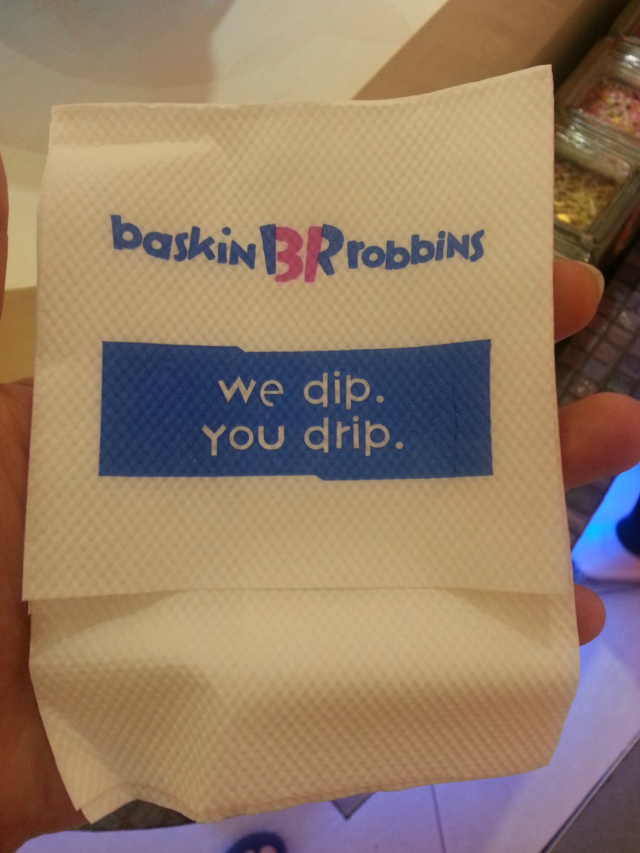 baskin BR robbins
we dip.
you drip.